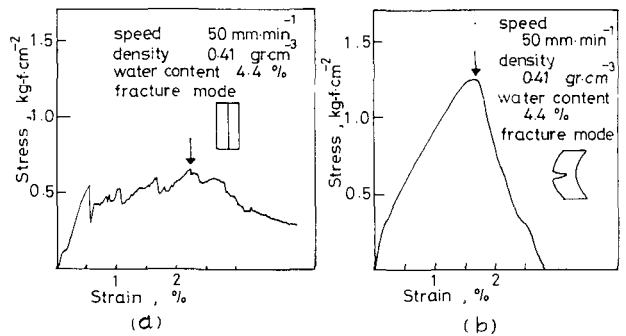 1.5
speed 50 mm·min⁻¹
density 0.41 gr·cm⁻³
water content 4.4 %
fracture mode
1.0
0.5
Stress , kg·f·cm⁻²
1 2
Strain , %
(a)
1.5
speed
50 mm·min⁻¹
density
0.41 gr·cm⁻³
water content
4.4 %
fracture mode
1.0
0.5
Stress , kg·f·cm⁻²
1 2
Strain , %
(b)